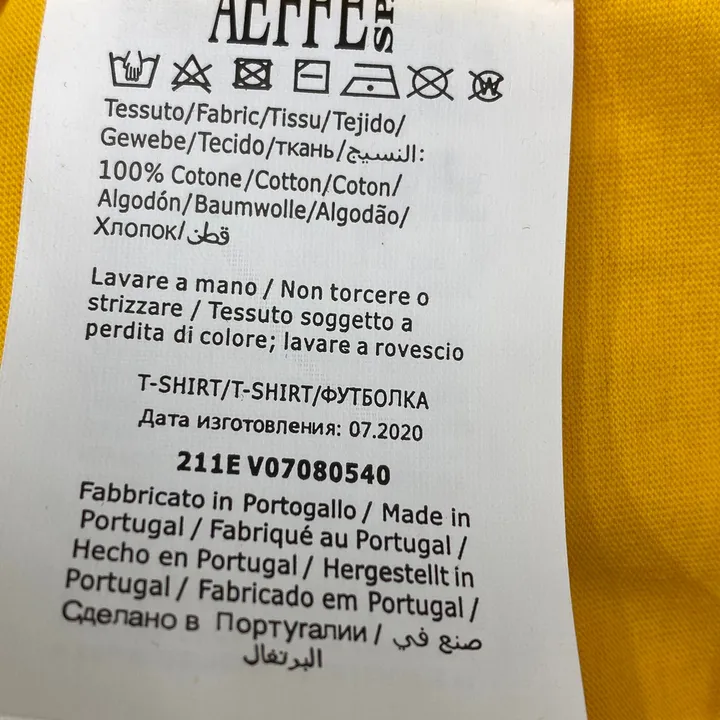 AEFFE SPA
Tessuto/Fabric/Tissu/Tejido/
Gewebe/Tecido/ткань/النسيج:
100% Cotone/Cotton/Coton/
Algodón/Baumwolle/Algodão/
Хлопок/قطن
Lavare a mano / Non torcere o
strizzare / Tessuto soggetto a
perdita di colore; lavare a rovescio
T-SHIRT/T-SHIRT/ФУТБОЛКА
Дата изготовления: 07.2020
211E V07080540
Fabbricato in Portogallo / Made in
Portugal / Fabriqué au Portugal /
Hecho en Portugal / Hergestellt in
Portugal / Fabricado em Portugal /
Сделано в Португалии / صنع في
البرتغال